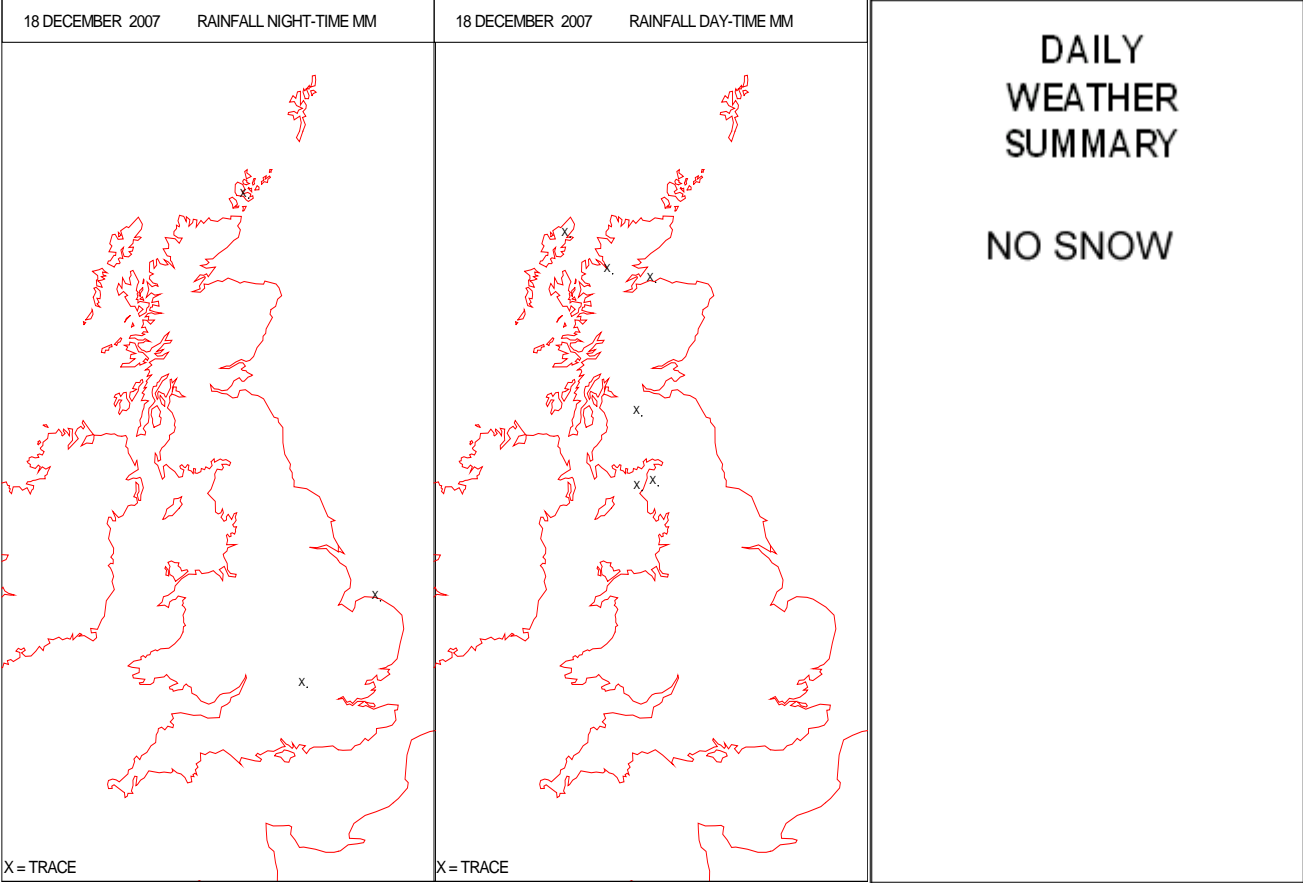 18 DECEMBER 2007 RAINFALL NIGHT-TIME MM
X
X
X
X = TRACE
18 DECEMBER 2007 RAINFALL DAY-TIME MM
X
X
X
X
X
X
X = TRACE
DAILY
WEATHER
SUMMARY
NO SNOW